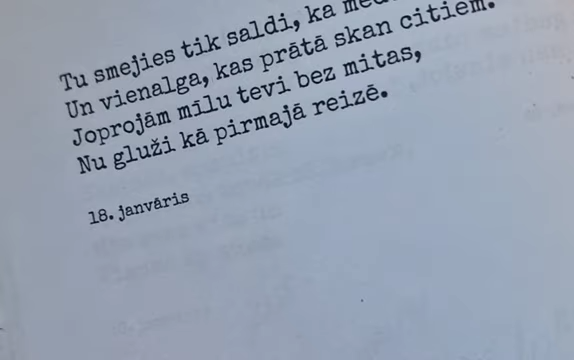 Tu smejies tik saldi, ka
Un vienalga, kas prātā skan citiem.
Joprojām mīlu tevi bez mitas,
Nu gluži kā pirmajā reizē.
18. janvāris